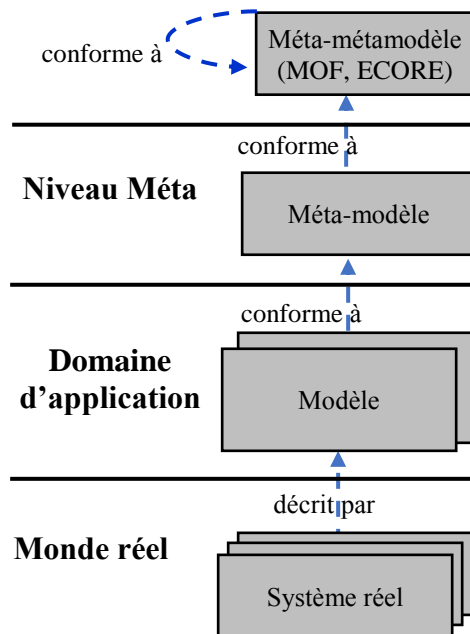 conforme à
Méta-métamodèle
(MOF, ECORE)
conforme à
Niveau Méta
Méta-modèle
conforme à
Domaine
d’application
Modèle
décrit par
Monde réel
Système réel